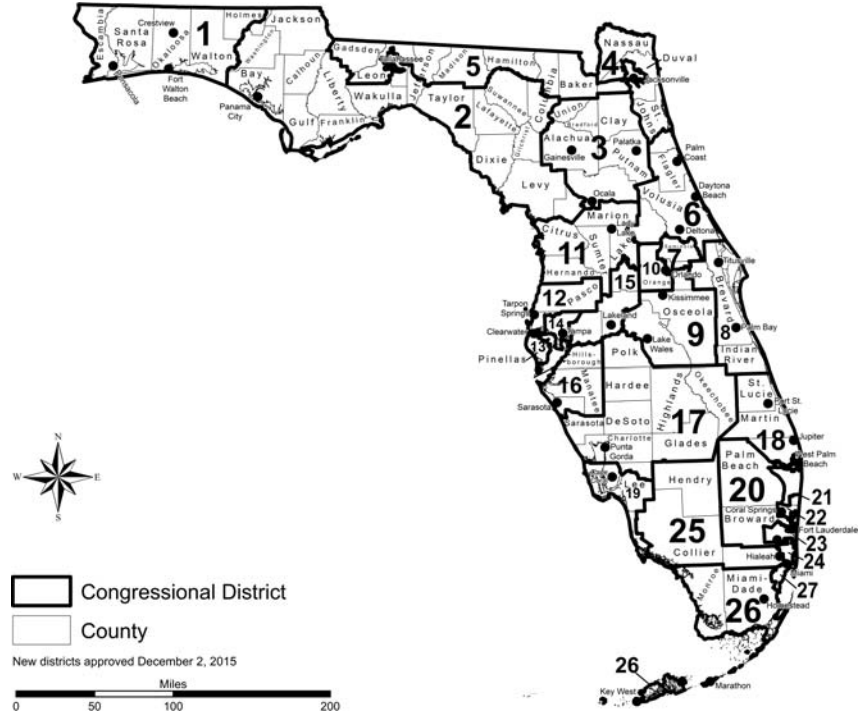 Crestview
Holmes
Jackson
Escambia
Santa
Rosa
Okaloosa
1
Walton
Washington
Pensacola
Fort
Walton
Beach
Bay
Panama
City
Calhoun
Gulf
Liberty
Franklin
Gadsden
Tallahassee
Leon
Wakulla
Jefferson
Madison
5
Hamilton
Columbia
Baker
Nassau
4
Duval
Jacksonville
St.
Johns
Taylor
2
Suwannee
Lafayette
Dixie
Gilchrist
Levy
Union
Bradford
Clay
Alachua
Gainesville
3
Palatka
Putnam
Palm
Coast
Flagler
Daytona
Beach
Volusia
6
Deltona
Ocala
Marion
Lady
Lake
Lake
Citrus
Sumter
11
Hernando
10
Orange
7
Seminole
Orlando
Titusville
Brevard
8
Palm Bay
Indian
River
12
Pasco
15
Kissimmee
Osceola
9
Tarpon
Springs
14
Tampa
Clearwater
13
Pinellas
Lakeland
Lake
Wales
Hills-
borough
Polk
16
Manatee
Sarasota
Sarasota
Hardee
DeSoto
Highlands
Okeechobee
17
Glades
Charlotte
Punta
Gorda
St.
Lucie
Port St.
Lucie
Martin
18
Jupiter
Palm
Beach
West Palm
Beach
20
Lee
19
Hendry
25
Collier
Coral Springs
Broward
21
22
Fort Lauderdale
23
24
Hialeah
Miami
27
Monroe
Miami-
Dade
26
Homestead
26
Key West
Marathon
N
W E
S
Congressional District
County
New districts approved December 2, 2015
Miles
0 50 100 200